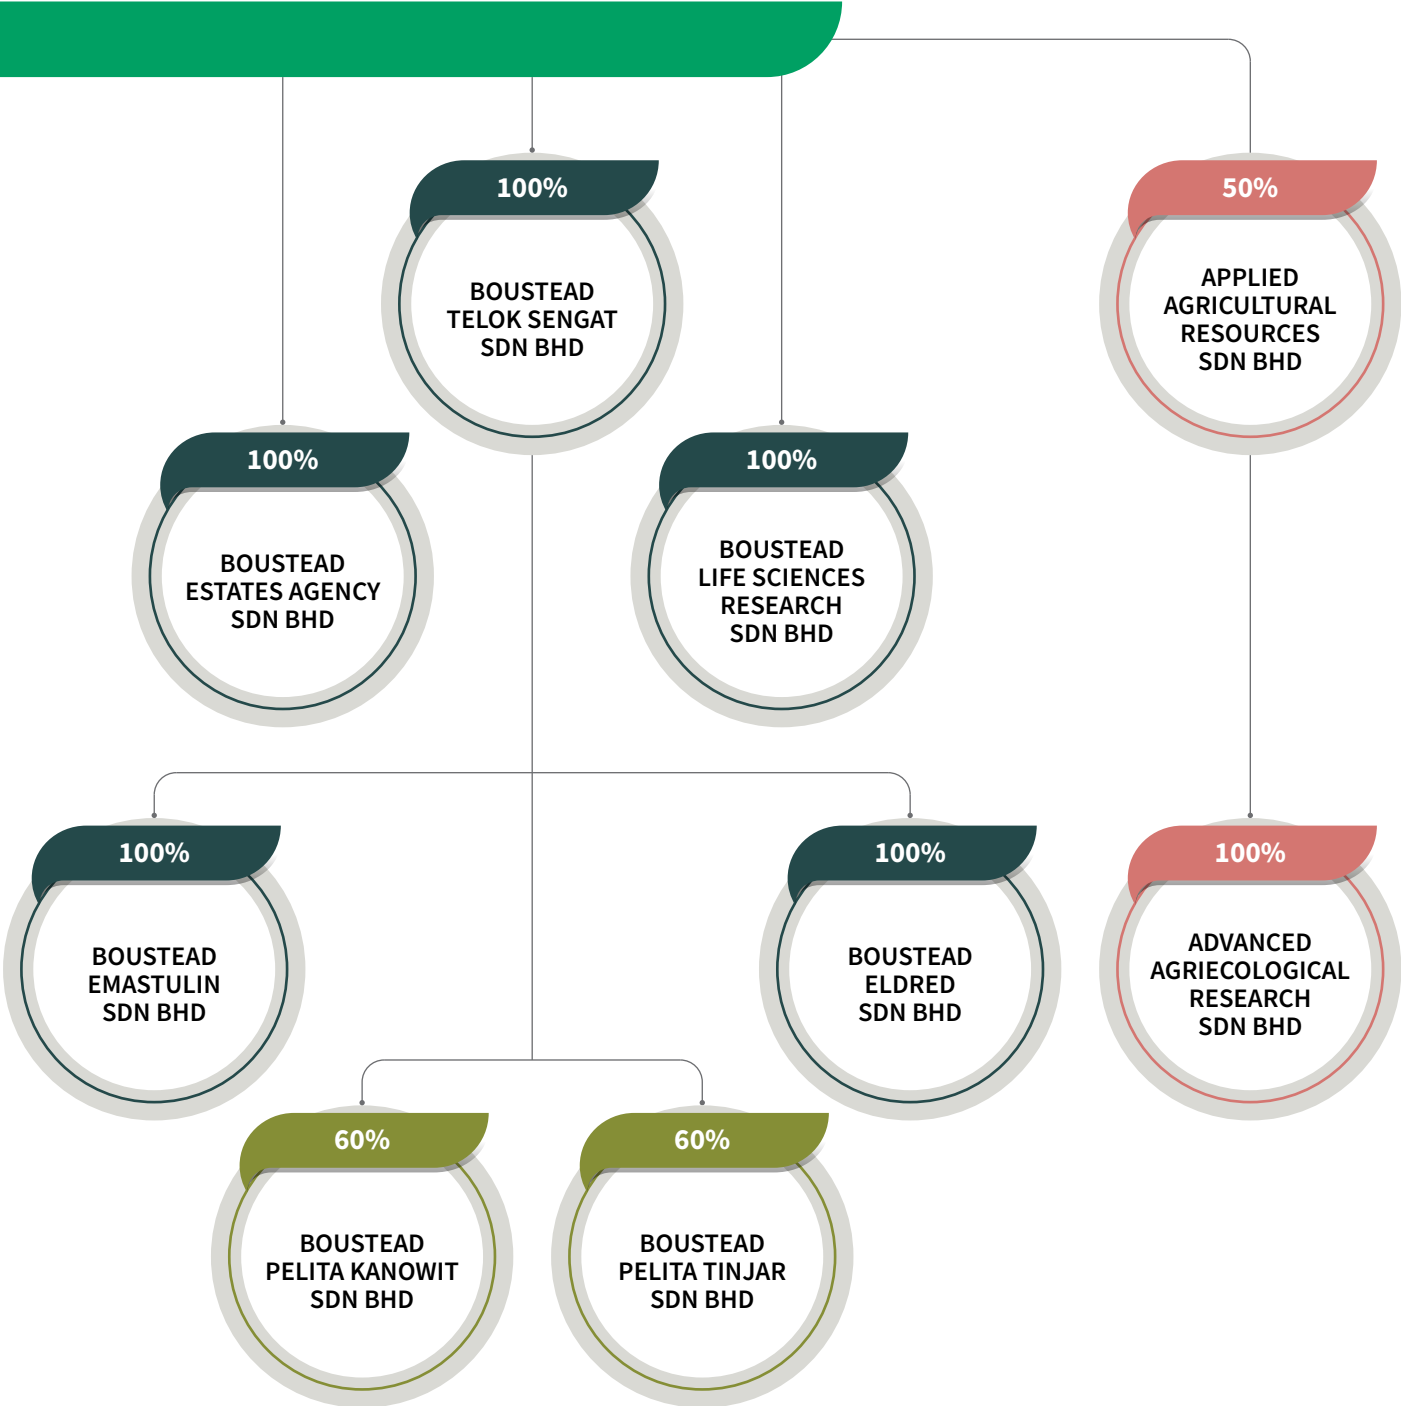 100%
BOUSTEAD
TELOK SENGAT
SDN BHD
50%
APPLIED
AGRICULTURAL
RESOURCES
SDN BHD
100%
BOUSTEAD
ESTATES AGENCY
SDN BHD
100%
BOUSTEAD
LIFE SCIENCES
RESEARCH
SDN BHD
100%
BOUSTEAD
EMASTULIN
SDN BHD
100%
BOUSTEAD
ELDRED
SDN BHD
100%
ADVANCED
AGRIECOLOGICAL
RESEARCH
SDN BHD
60%
BOUSTEAD
PELITA KANOWIT
SDN BHD
60%
BOUSTEAD
PELITA TINJAR
SDN BHD